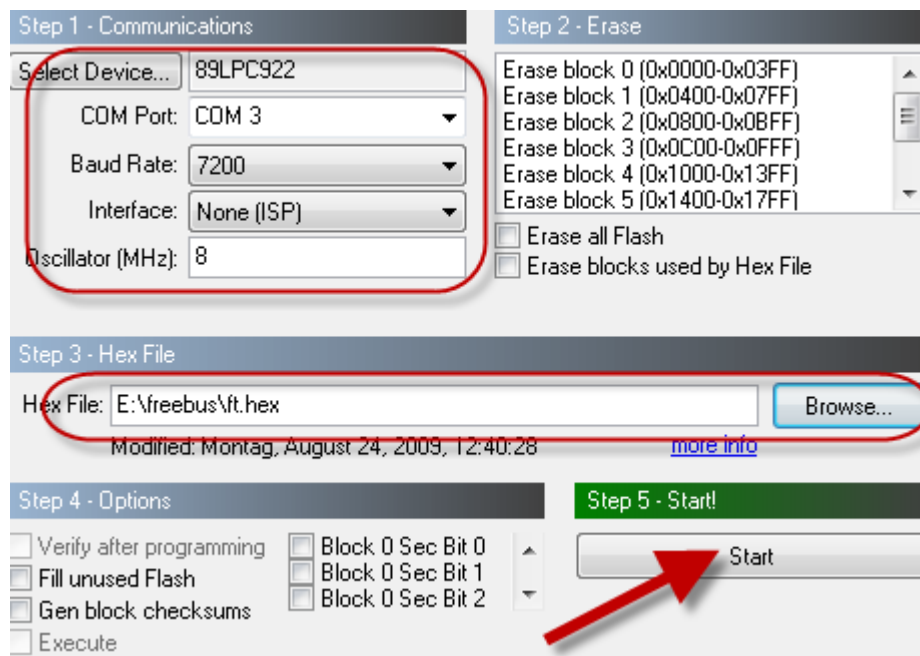 Step 1 - Communications
Select Device... 89LPC922
COM Port: COM 3
Baud Rate: 7200
Interface: None (ISP)
Oscillator (MHz): 8
Step 2 - Erase
Erase block 0 (0x0000-0x03FF)
Erase block 1 (0x0400-0x07FF)
Erase block 2 (0x0800-0x0BFF)
Erase block 3 (0x0C00-0x0FFF)
Erase block 4 (0x1000-0x13FF)
Erase block 5 (0x1400-0x17FF)
Erase all Flash
Erase blocks used by Hex File
Step 3 - Hex File
Hex File: E:\freebus\ft.hex Browse...
Modified: Montag, August 24, 2009, 12:40:28 more info
Step 4 - Options
Verify after programming
Fill unused Flash
Gen block checksums
Execute
Block 0 Sec Bit 0
Block 0 Sec Bit 1
Block 0 Sec Bit 2
Step 5 - Start!
Start